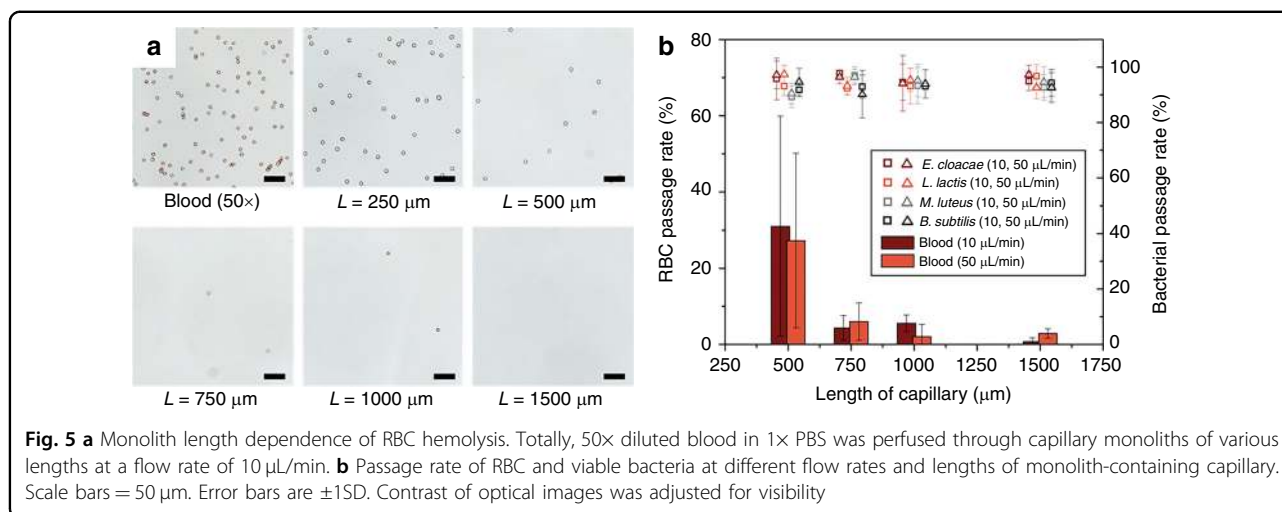 a
Blood (50×)
L = 250 μm
L = 500 μm
L = 750 μm
L = 1000 μm
L = 1500 μm
b
80
60
40
20
0
RBC passage rate (%)
100
80
60
40
20
0
Bacterial passage rate (%)
E. cloacae (10, 50 μL/min)
L. lactis (10, 50 μL/min)
M. luteus (10, 50 μL/min)
B. subtilis (10, 50 μL/min)
Blood (10 μL/min)
Blood (50 μL/min)
250 500 750 1000 1250 1500 1750
Length of capillary (μm)
Fig. 5 a Monolith length dependence of RBC hemolysis. Totally, 50× diluted blood in 1× PBS was perfused through capillary monoliths of various
lengths at a flow rate of 10 μL/min. b Passage rate of RBC and viable bacteria at different flow rates and lengths of monolith-containing capillary.
Scale bars = 50 μm. Error bars are ±1SD. Contrast of optical images was adjusted for visibility